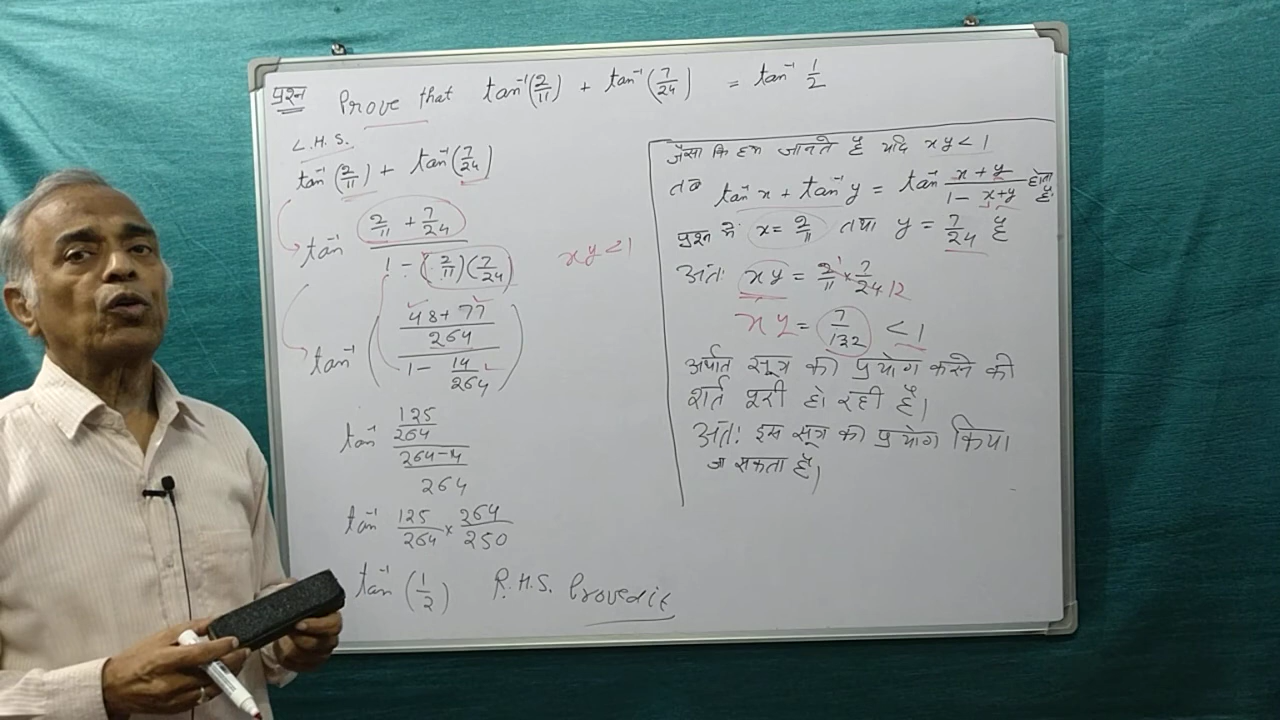 प्रश्न Prove that tan⁻¹(2/11) + tan⁻¹(7/24) = tan⁻¹ 1/2
L.H.S.
tan⁻¹(2/11) + tan⁻¹(7/24)
tan⁻¹ (2/11 + 7/24) / (1 - (2/11)(7/24))
xy < 1
tan⁻¹ (((48 + 77)/264) / (1 - 14/264))
tan⁻¹ (125/264) / ((264-14)/264)
tan⁻¹ 125/264 × 264/250
tan⁻¹ (1/2) R.H.S. Proved it
जैसा कि हम जानते हैं यदि xy < 1
तब tan⁻¹ x + tan⁻¹ y = tan⁻¹ (x + y)/(1 - x+y) होता है
प्रश्न में x = 2/11 तथा y = 7/24 है
अतः xy = 2/11 × 7/24 12
xy = 7/132 < 1
अर्थात सूत्र को प्रयोग करने की
शर्त पूरी हो रही है।
अतः इस सूत्र को प्रयोग किया
जा सकता है।